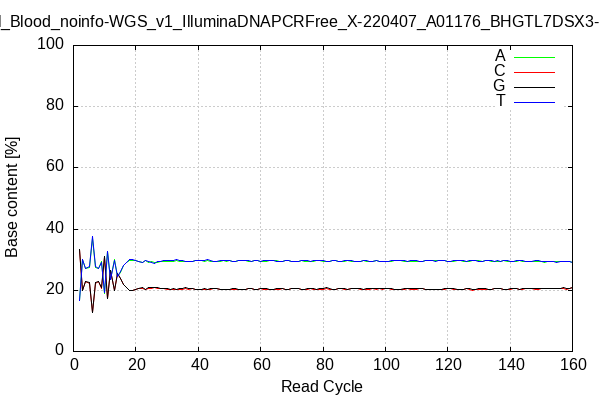 _Blood_noinfo-WGS_v1_IlluminaDNAPCRFree_X-220407_A01176_BHGTL7DSX3-
100
80
60
40
20
0
Base content [%]
A
C
G
T
0 20 40 60 80 100 120 140 160
Read Cycle